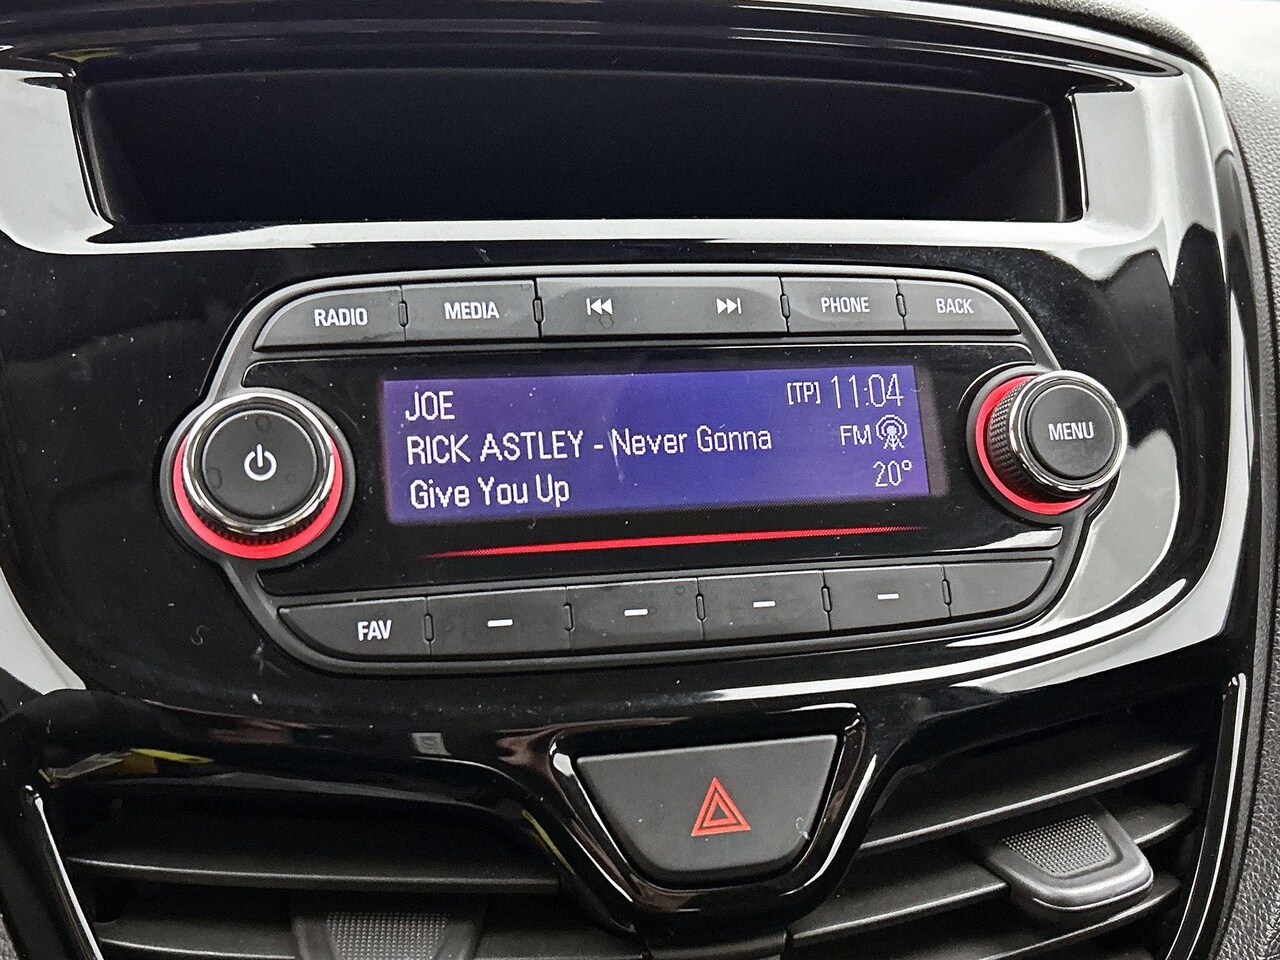 RADIO MEDIA PHONE BACK
JOE [TP] 11:04
RICK ASTLEY - Never Gonna FM
Give You Up 20°
MENU
FAV